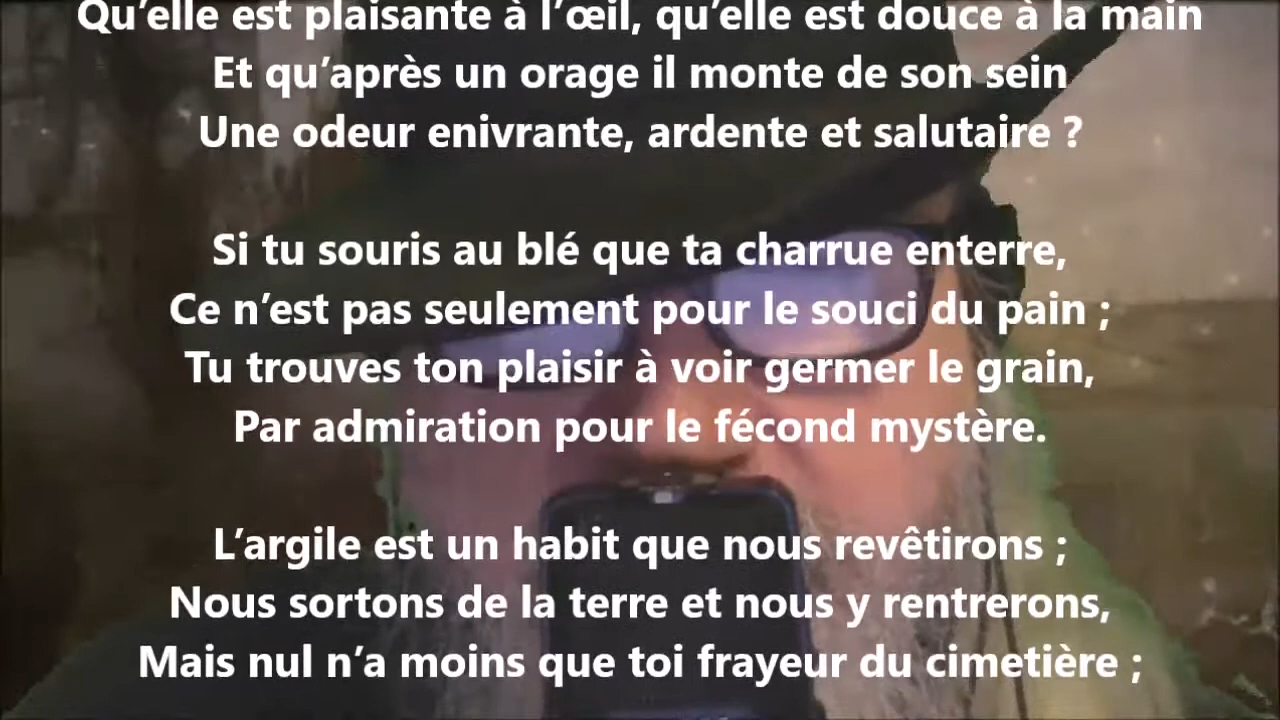 Qu’elle est plaisante à l’œil, qu’elle est douce à la main
Et qu’après un orage il monte de son sein
Une odeur enivrante, ardente et salutaire ?
Si tu souris au blé que ta charrue enterre,
Ce n’est pas seulement pour le souci du pain ;
Tu trouves ton plaisir à voir germer le grain,
Par admiration pour le fécond mystère.
L’argile est un habit que nous revêtirons ;
Nous sortons de la terre et nous y rentrerons,
Mais nul n’a moins que toi frayeur du cimetière ;